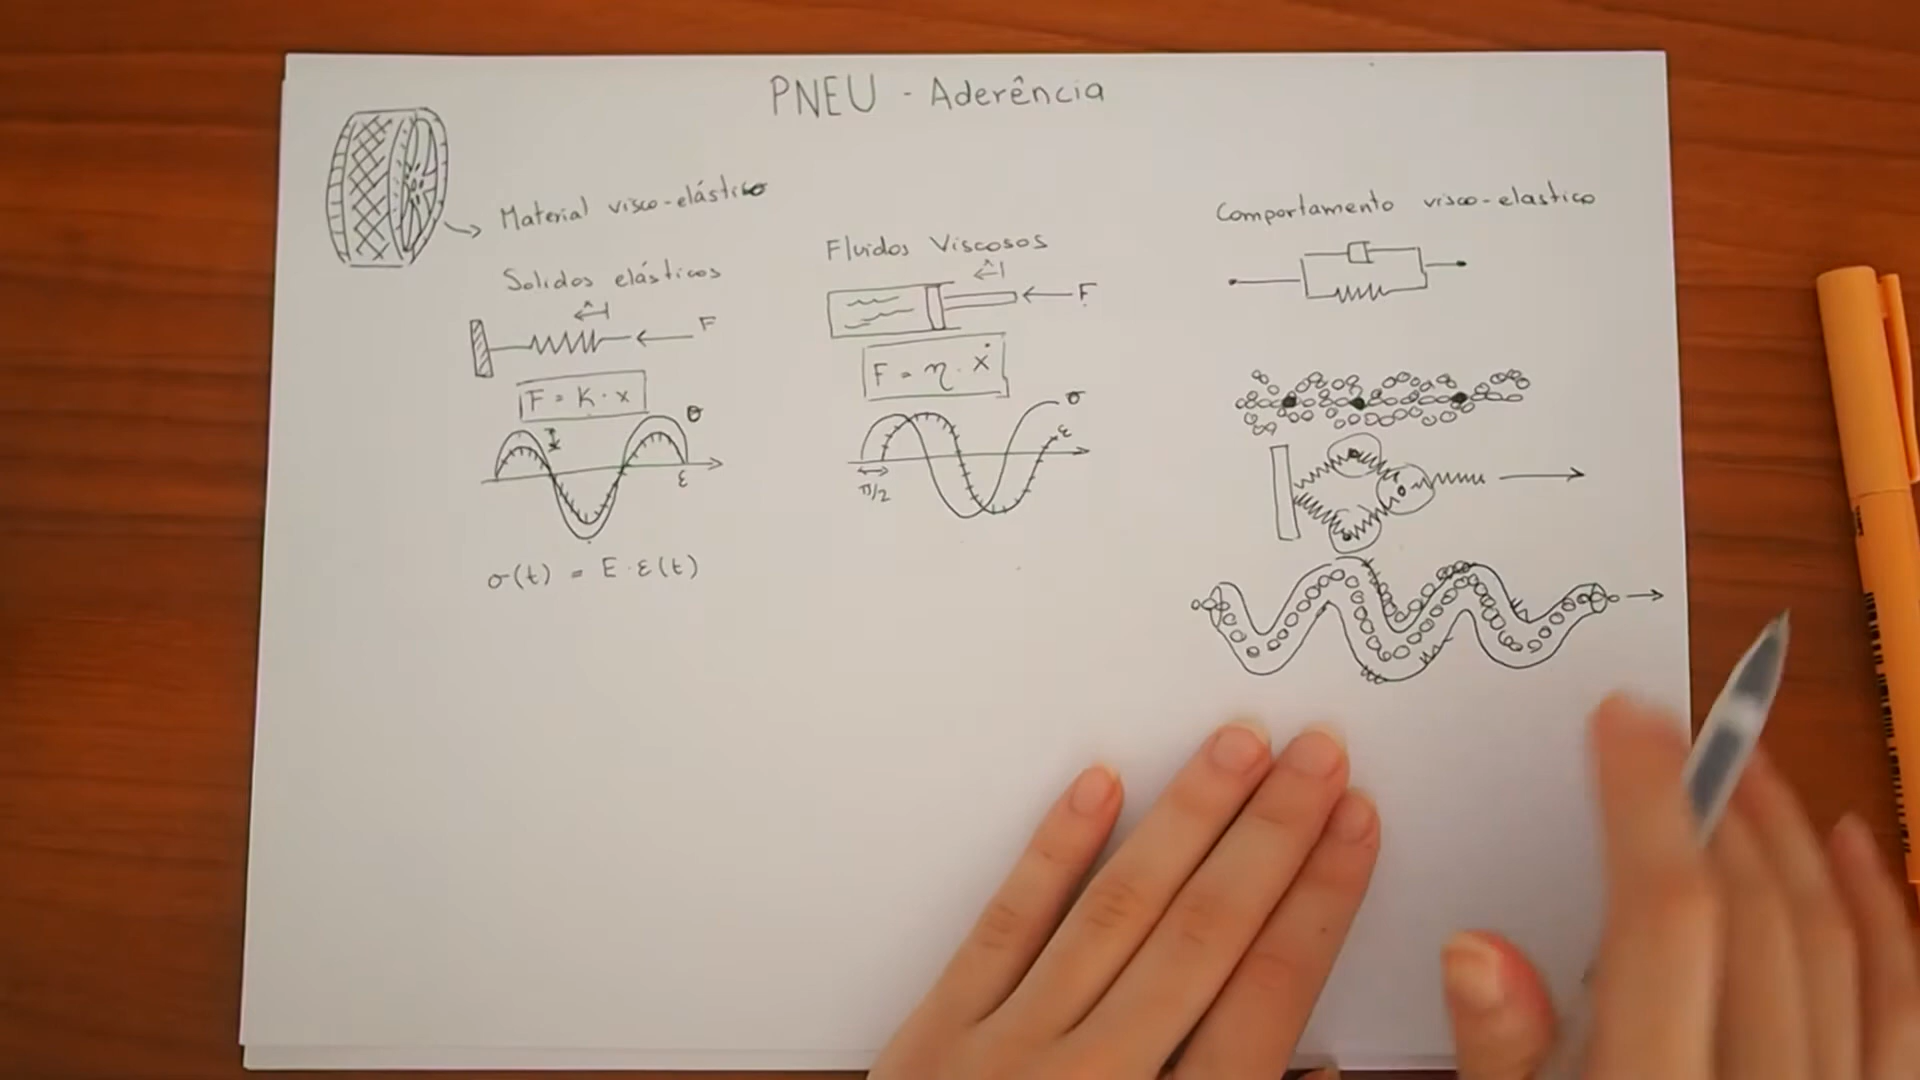 PNEU - Aderência
Material visco-elástico
Solidos elásticos
x
F
F = K · x
σ
ε
σ(t) = E · ε(t)
Fluidos Viscosos
x
F
F = η · ẋ
σ
ε
π/2
Comportamento visco-elastico